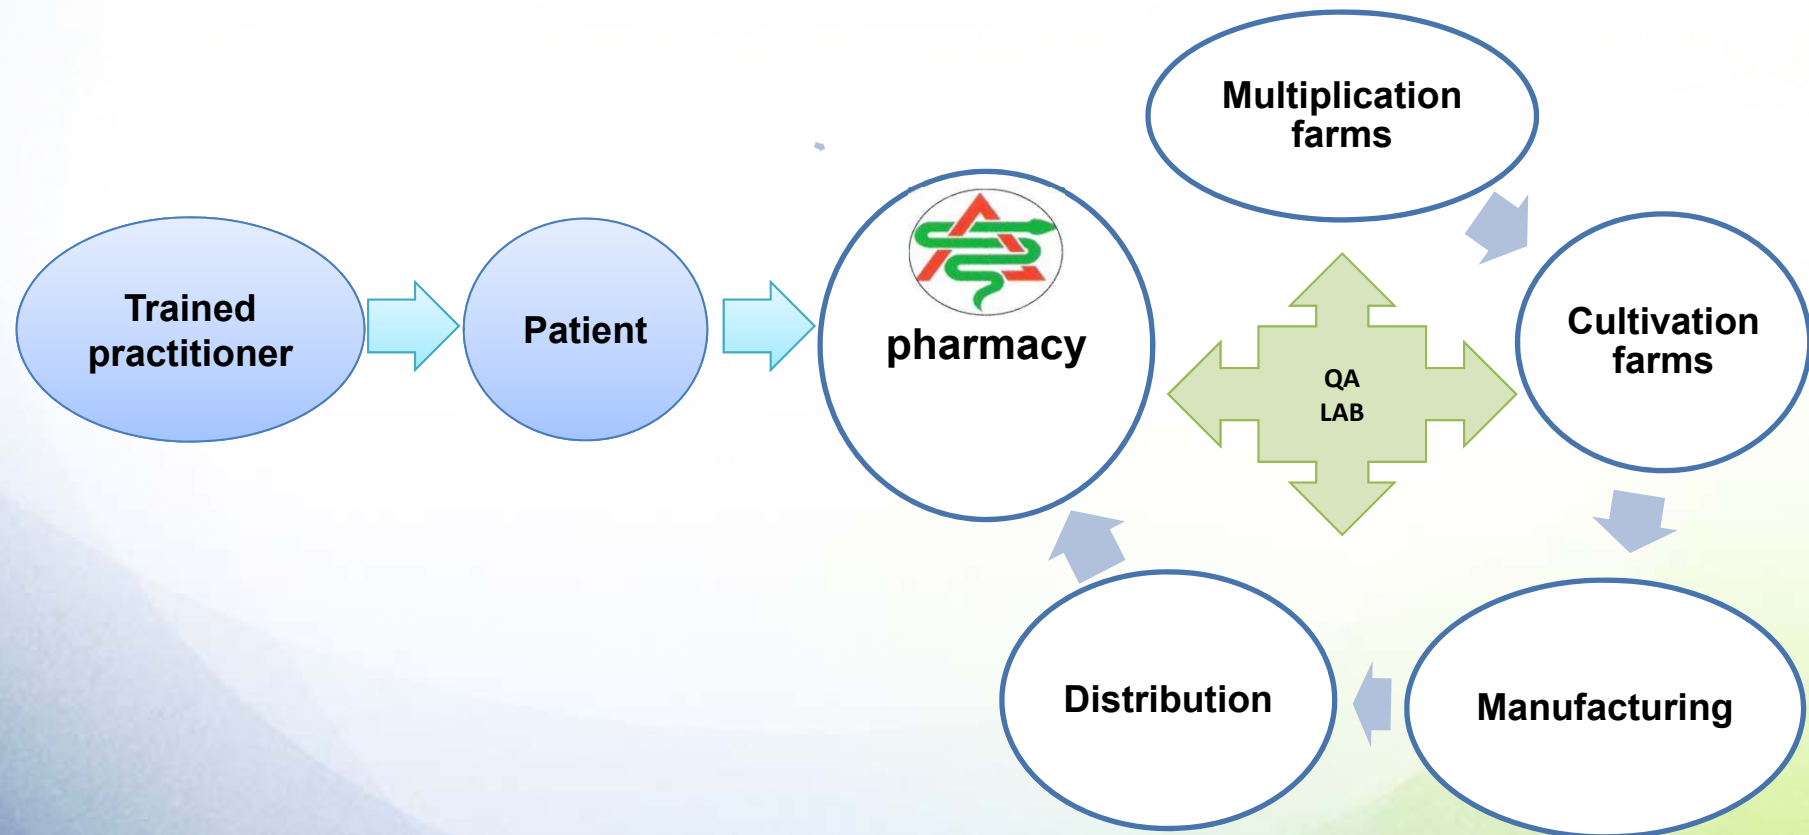 Trained
practitioner
Patient
pharmacy
Multiplication
farms
Cultivation
farms
QA
LAB
Manufacturing
Distribution